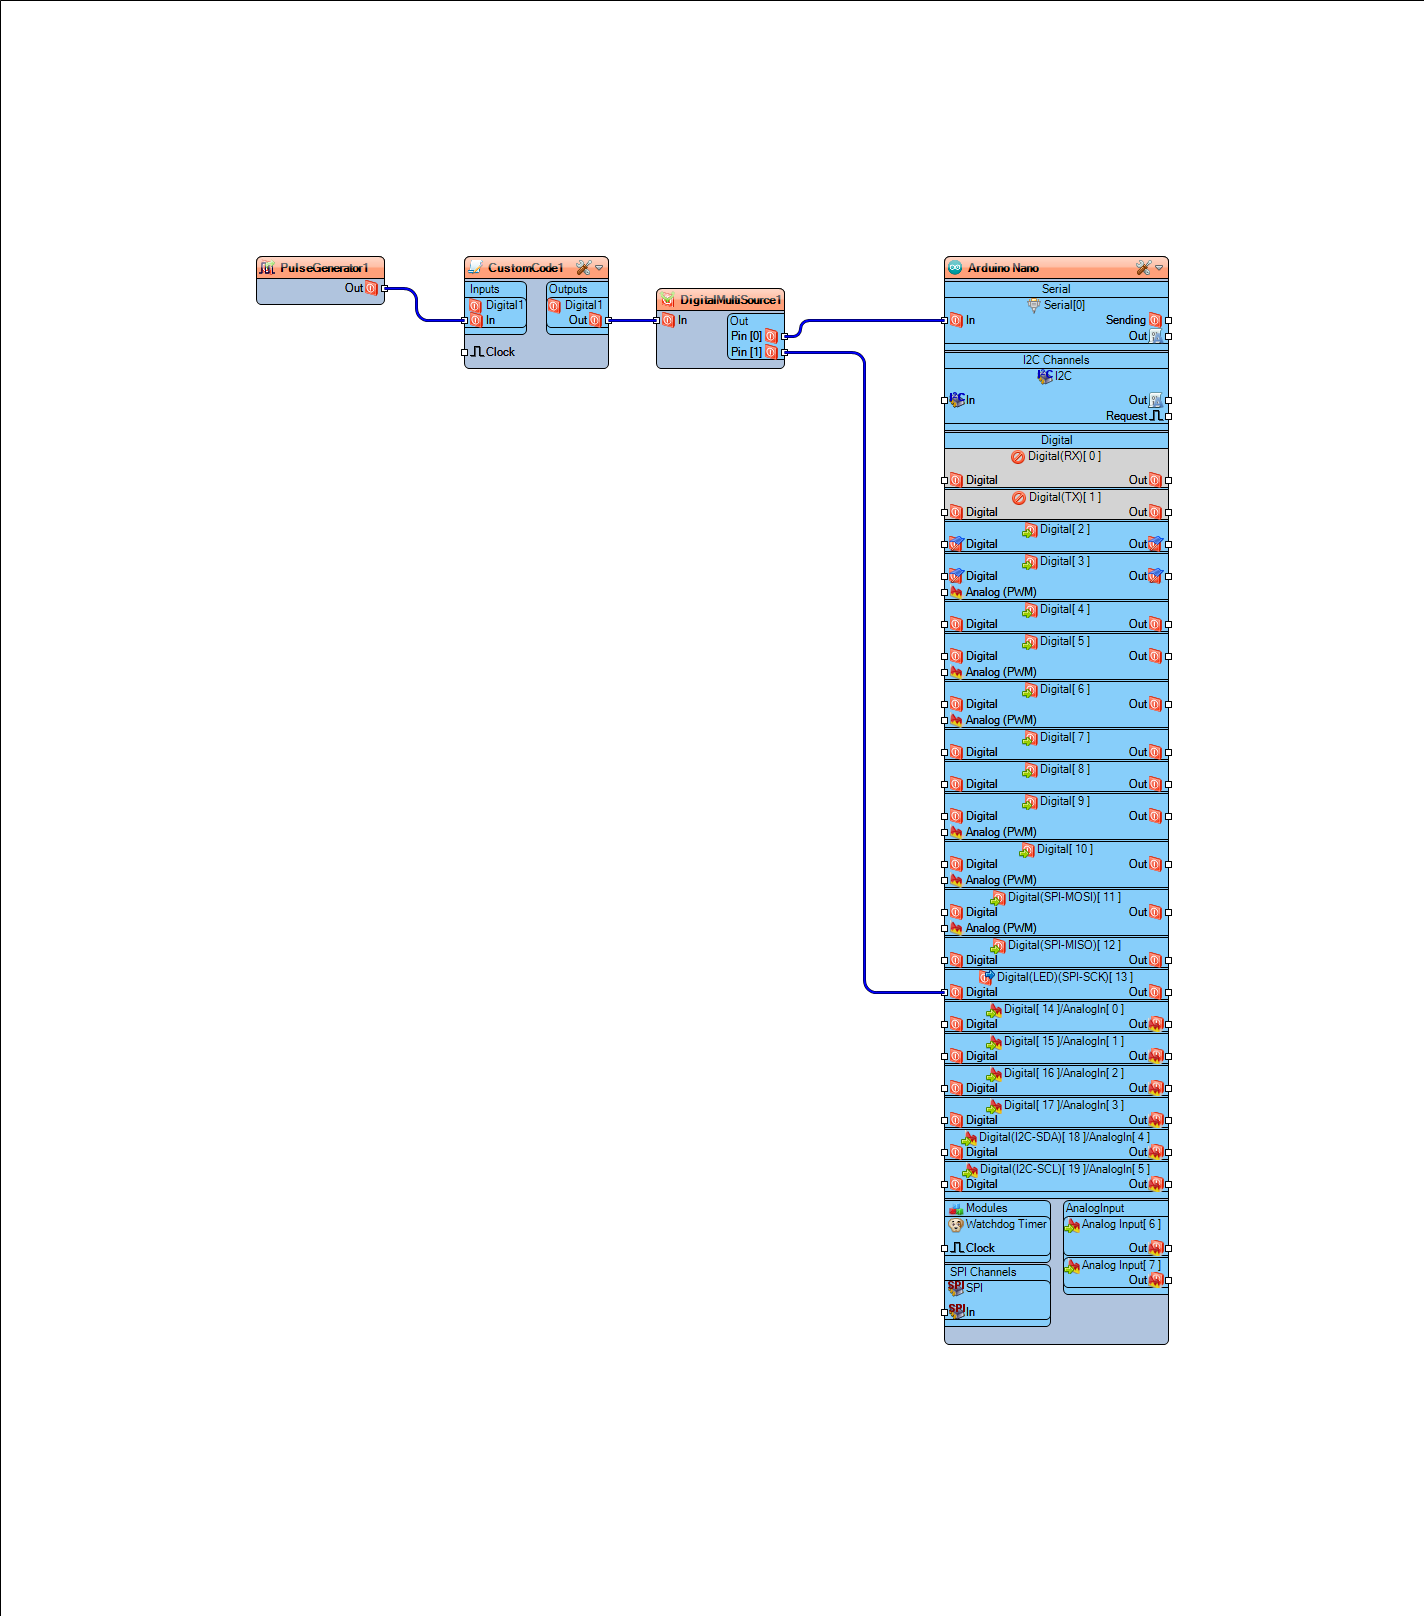 PulseGenerator1
Out
CustomCode1
Inputs
Outputs
Digital1
Digital1
In
Out
Clock
DigitalMultiSource1
In
Out
Pin [0]
Pin [1]
Arduino Nano
Serial
Serial[0]
In
Sending
Out
I2C Channels
I²C I2C
I²C In
Out
Request
Digital
Digital(RX)[ 0 ]
Digital
Out
Digital(TX)[ 1 ]
Digital
Out
Digital[ 2 ]
Digital
Out
Digital[ 3 ]
Digital
Out
Analog (PWM)
Digital[ 4 ]
Digital
Out
Digital[ 5 ]
Digital
Out
Analog (PWM)
Digital[ 6 ]
Digital
Out
Analog (PWM)
Digital[ 7 ]
Digital
Out
Digital[ 8 ]
Digital
Out
Digital[ 9 ]
Digital
Out
Analog (PWM)
Digital[ 10 ]
Digital
Out
Analog (PWM)
Digital(SPI-MOSI)[ 11 ]
Digital
Out
Analog (PWM)
Digital(SPI-MISO)[ 12 ]
Digital
Out
Digital(LED)(SPI-SCK)[ 13 ]
Digital
Out
Digital[ 14 ]/AnalogIn[ 0 ]
Digital
Out
Digital[ 15 ]/AnalogIn[ 1 ]
Digital
Out
Digital[ 16 ]/AnalogIn[ 2 ]
Digital
Out
Digital[ 17 ]/AnalogIn[ 3 ]
Digital
Out
Digital(I2C-SDA)[ 18 ]/AnalogIn[ 4 ]
Digital
Out
Digital(I2C-SCL)[ 19 ]/AnalogIn[ 5 ]
Digital
Out
Modules
Watchdog Timer
Clock
SPI Channels
SPI SPI
SPI In
AnalogInput
Analog Input[ 6 ]
Out
Analog Input[ 7 ]
Out